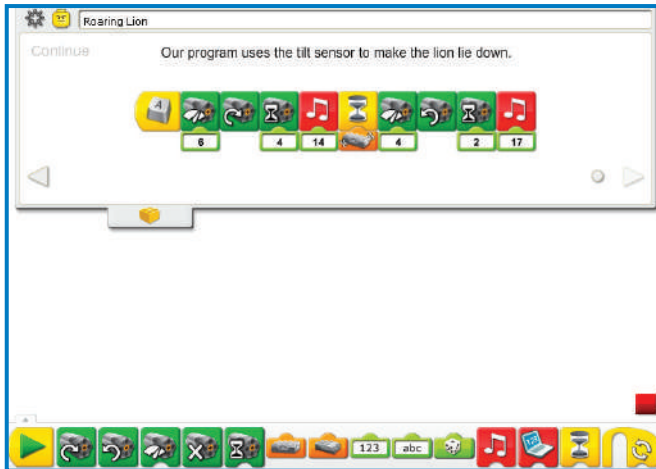 Roaring Lion
Continue
Our program uses the tilt sensor to make the lion lie down.
A
6 4 14 4 2 17
123 abc